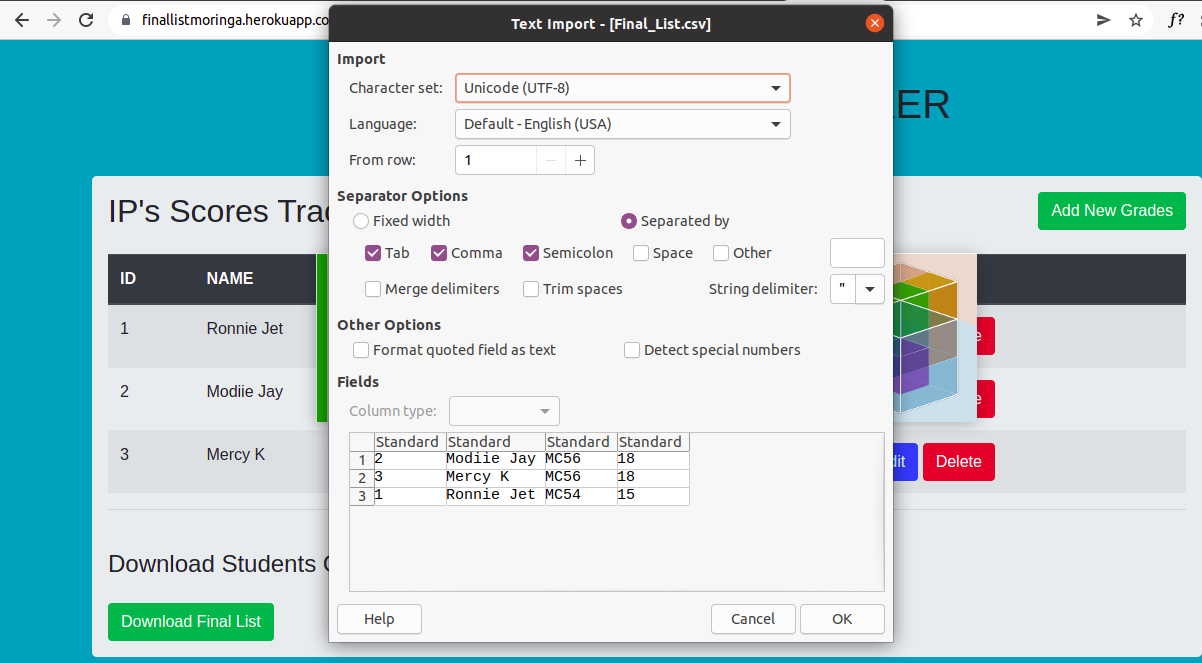 finallistmoringa.herokuapp.co
f?
Text Import - [Final_List.csv]
Import
Character set: Unicode (UTF-8)
Language: Default - English (USA)
From row: 1
Separator Options
Fixed width Separated by
Tab Comma Semicolon Space Other
Merge delimiters Trim spaces String delimiter: "
Other Options
Format quoted field as text Detect special numbers
Fields
Column type:
Standard Standard Standard Standard
1 2 Modiie Jay MC56 18
2 3 Mercy K MC56 18
3 1 Ronnie Jet MC54 15
Help Cancel OK
ER
IP's Scores Trac
Add New Grades
ID NAME
1 Ronnie Jet e
2 Modiie Jay e
3 Mercy K dit Delete
Download Students
Download Final List